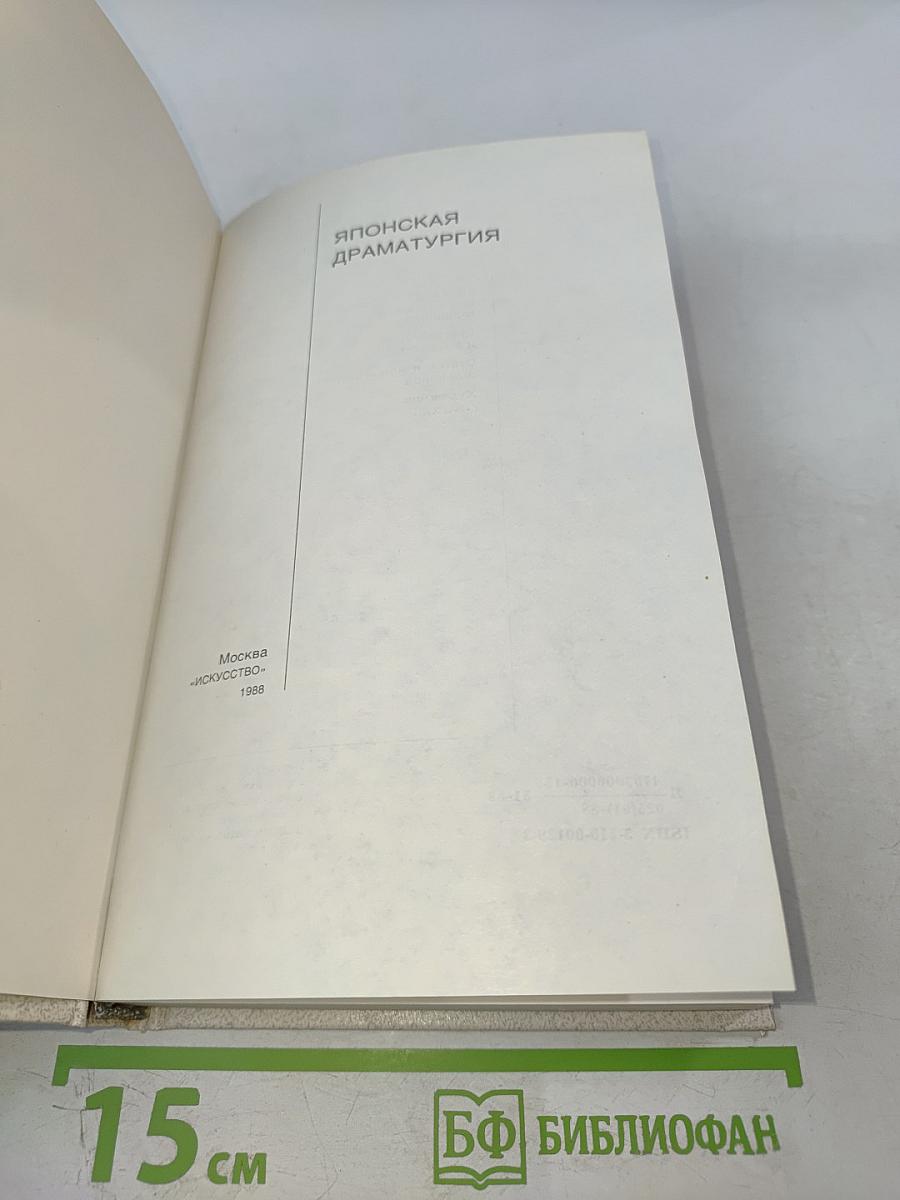 ЯПОНСКАЯ
ДРАМАТУРГИЯ
Москва
«ИСКУССТВО»
1988
15 см
БФ БИБЛИОФАН